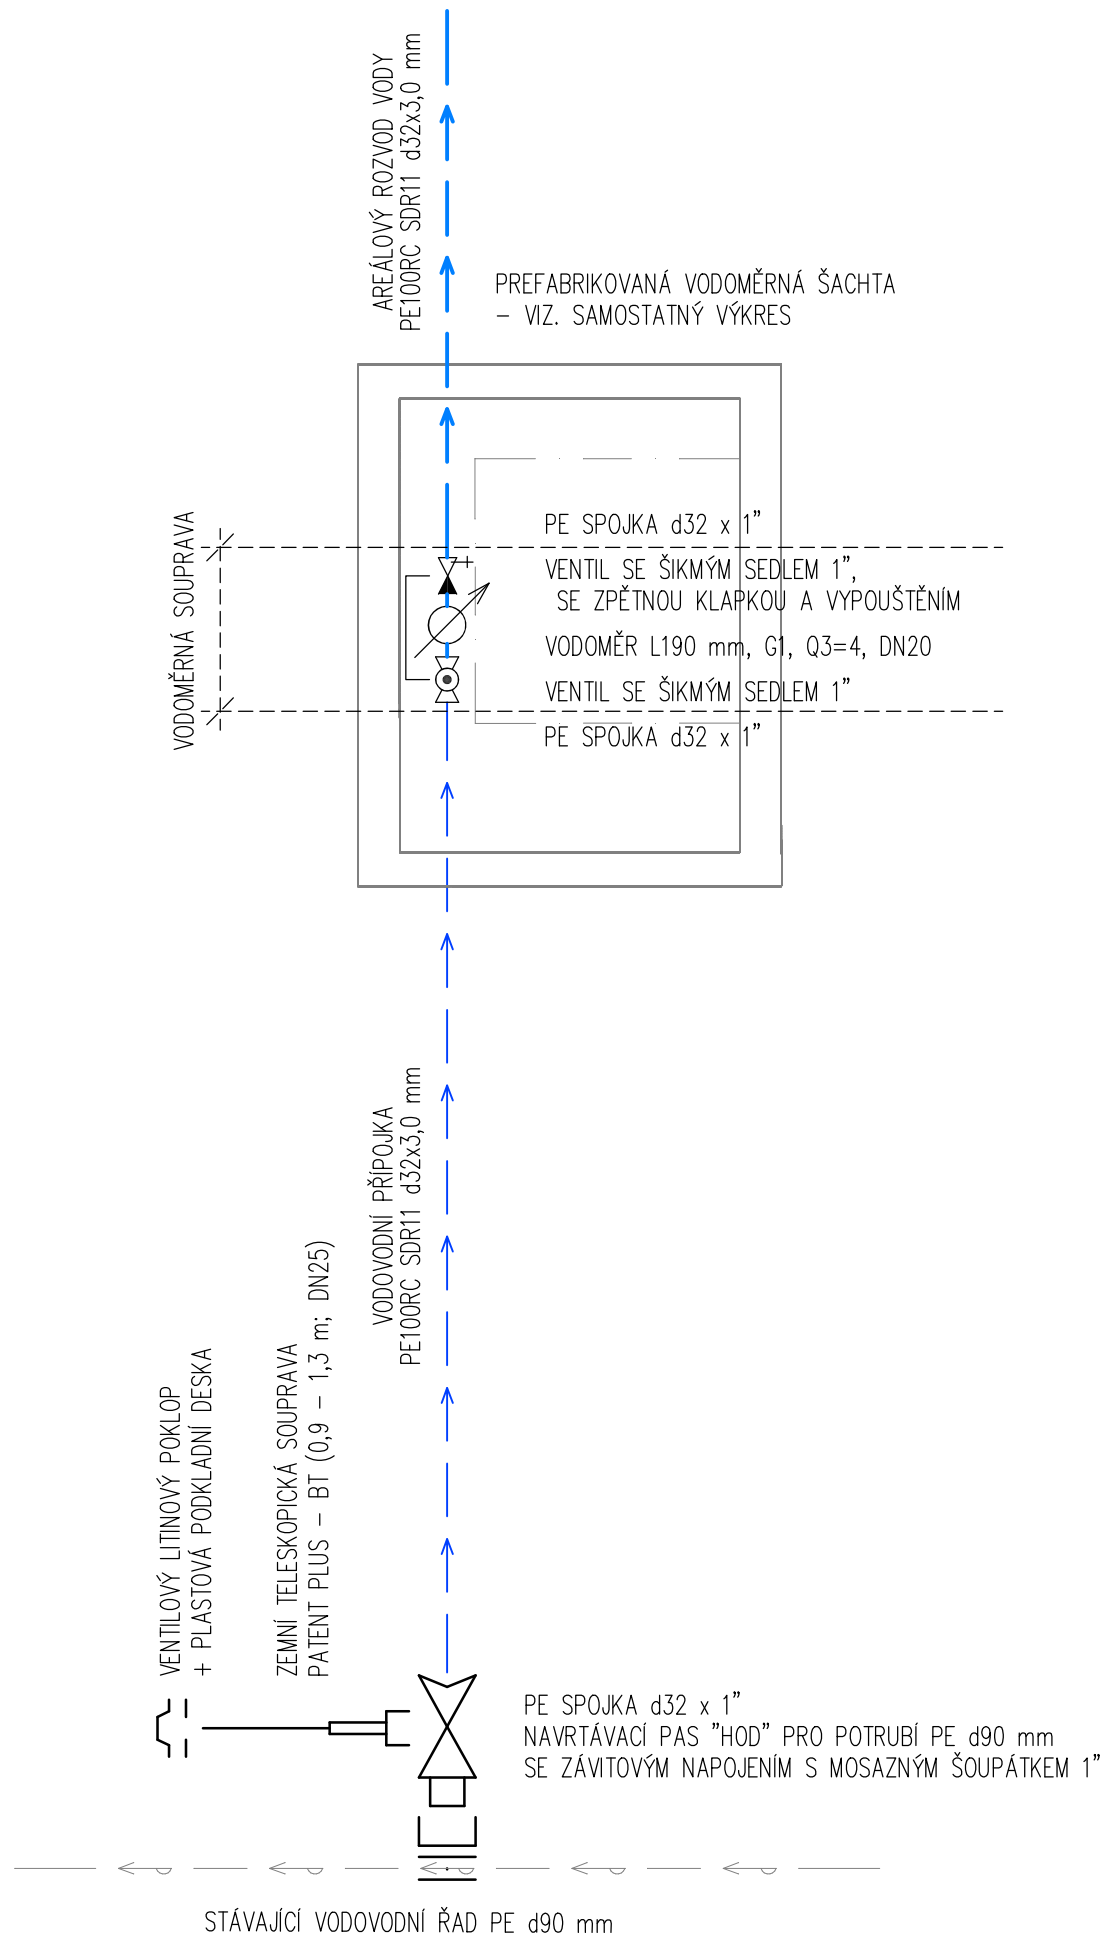 AREÁLOVÝ ROZVOD VODY
PE100RC SDR11 d32x3,0 mm
PREFABRIKOVANÁ VODOMĚRNÁ ŠACHTA
– VIZ. SAMOSTATNÝ VÝKRES
VODOMĚRNÁ SOUPRAVA
PE SPOJKA d32 x 1"
VENTIL SE ŠIKMÝM SEDLEM 1",
SE ZPĚTNOU KLAPKOU A VYPOUŠTĚNÍM
VODOMĚR L190 mm, G1, Q3=4, DN20
VENTIL SE ŠIKMÝM SEDLEM 1"
PE SPOJKA d32 x 1"
VODOVODNÍ PŘÍPOJKA
PE100RC SDR11 d32x3,0 mm
VENTILOVÝ LITINOVÝ POKLOP
+ PLASTOVÁ PODKLADNÍ DESKA
ZEMNÍ TELESKOPICKÁ SOUPRAVA
PATENT PLUS – BT (0,9 – 1,3 m; DN25)
PE SPOJKA d32 x 1"
NAVRTÁVACÍ PAS "HOD" PRO POTRUBÍ PE d90 mm
SE ZÁVITOVÝM NAPOJENÍM S MOSAZNÝM ŠOUPÁTKEM 1"
STÁVAJÍCÍ VODOVODNÍ ŘAD PE d90 mm